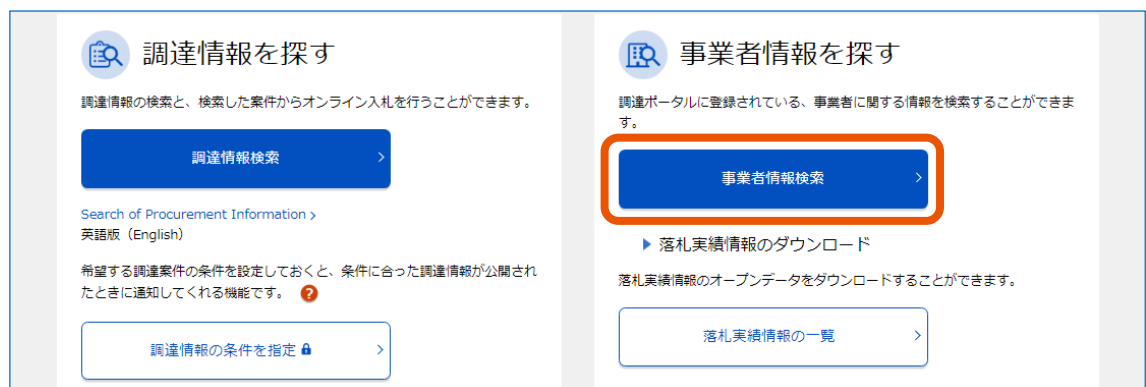 調達情報を探す
調達情報の検索と、検索した案件からオンライン入札を行うことができます。
調達情報検索
Search of Procurement Information
英語版（English）
希望する調達案件の条件を設定しておくと、条件に合った調達情報が公開され
たときに通知してくれる機能です。 ?
調達情報の条件を指定
事業者情報を探す
調達ポータルに登録されている、事業者に関する情報を検索することができま
す。
事業者情報検索
落札実績情報のダウンロード
落札実績情報のオープンデータをダウンロードすることができます。
落札実績情報の一覧